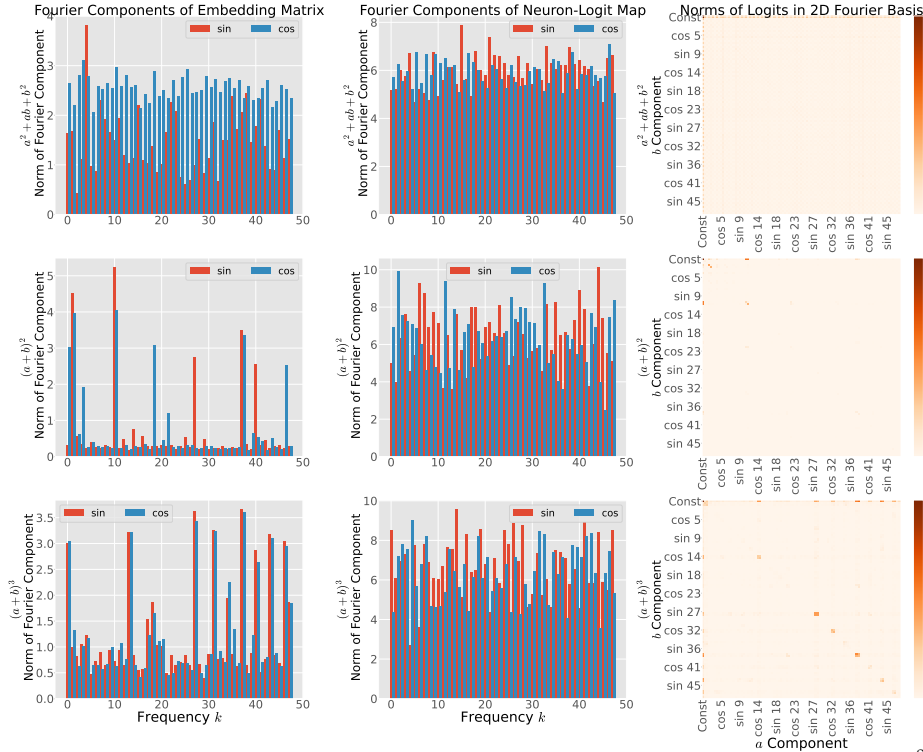 Fourier Components of Embedding Matrix
Fourier Components of Neuron-Logit Map
Norms of Logits in 2D Fourier Basis
a² + ab + b²
Norm of Fourier Component
4
3
2
1
0
sin cos
0 10 20 30 40 50
a² + ab + b²
Norm of Fourier Component
8
6
4
2
0
sin cos
0 10 20 30 40 50
a² + ab + b²
b Component
Const
cos 5
sin 9
cos 14
sin 18
cos 23
sin 27
cos 32
sin 36
cos 41
sin 45
Const cos 5 sin 9 cos 14 sin 18 cos 23 sin 27 cos 32 sin 36 cos 41 sin 45
(a + b)²
Norm of Fourier Component
5
4
3
2
1
0
sin cos
0 10 20 30 40 50
(a + b)²
Norm of Fourier Component
10
8
6
4
2
0
sin cos
0 10 20 30 40 50
(a + b)²
b Component
Const
cos 5
sin 9
cos 14
sin 18
cos 23
sin 27
cos 32
sin 36
cos 41
sin 45
Const cos 5 sin 9 cos 14 sin 18 cos 23 sin 27 cos 32 sin 36 cos 41 sin 45
(a + b)³
Norm of Fourier Component
3.5
3.0
2.5
2.0
1.5
1.0
0.5
0.0
sin cos
0 10 20 30 40 50
Frequency k
(a + b)³
Norm of Fourier Component
10
8
6
4
2
0
sin cos
0 10 20 30 40 50
Frequency k
(a + b)³
b Component
Const
cos 5
sin 9
cos 14
sin 18
cos 23
sin 27
cos 32
sin 36
cos 41
sin 45
Const cos 5 sin 9 cos 14 sin 18 cos 23 sin 27 cos 32 sin 36 cos 41 sin 45
a Component